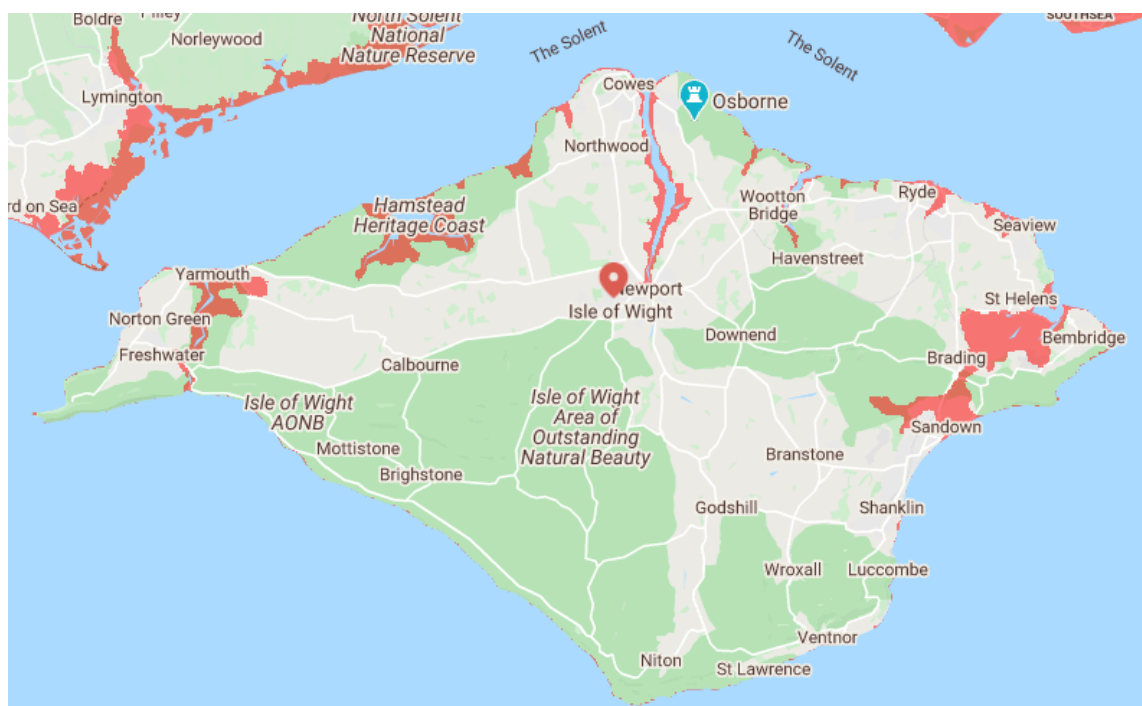 Boldre
Pilley
Norleywood
North Solent
National
Nature Reserve
The Solent
The Solent
SOUTHSEA
Lymington
Cowes
Osborne
Northwood
rd on Sea
Hamstead
Heritage Coast
Wootton
Bridge
Ryde
Seaview
Havenstreet
Yarmouth
ewport
Isle of Wight
St Helens
Norton Green
Downend
Bembridge
Freshwater
Calbourne
Brading
Isle of Wight
AONB
Isle of Wight
Area of
Outstanding
Natural Beauty
Sandown
Mottistone
Branstone
Brighstone
Godshill
Shanklin
Wroxall
Luccombe
Ventnor
Niton
St Lawrence